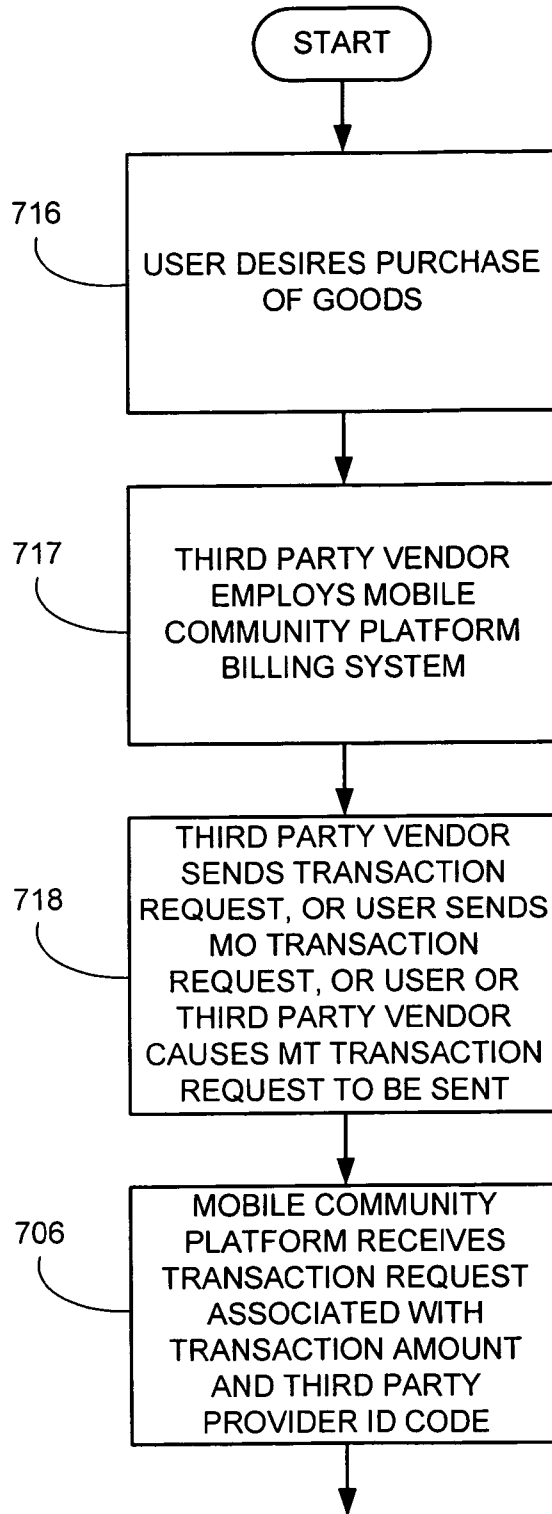 START
716
USER DESIRES PURCHASE
OF GOODS
717
THIRD PARTY VENDOR
EMPLOYS MOBILE
COMMUNITY PLATFORM
BILLING SYSTEM
718
THIRD PARTY VENDOR
SENDS TRANSACTION
REQUEST, OR USER SENDS
MO TRANSACTION
REQUEST, OR USER OR
THIRD PARTY VENDOR
CAUSES MT TRANSACTION
REQUEST TO BE SENT
706
MOBILE COMMUNITY
PLATFORM RECEIVES
TRANSACTION REQUEST
ASSOCIATED WITH
TRANSACTION AMOUNT
AND THIRD PARTY
PROVIDER ID CODE